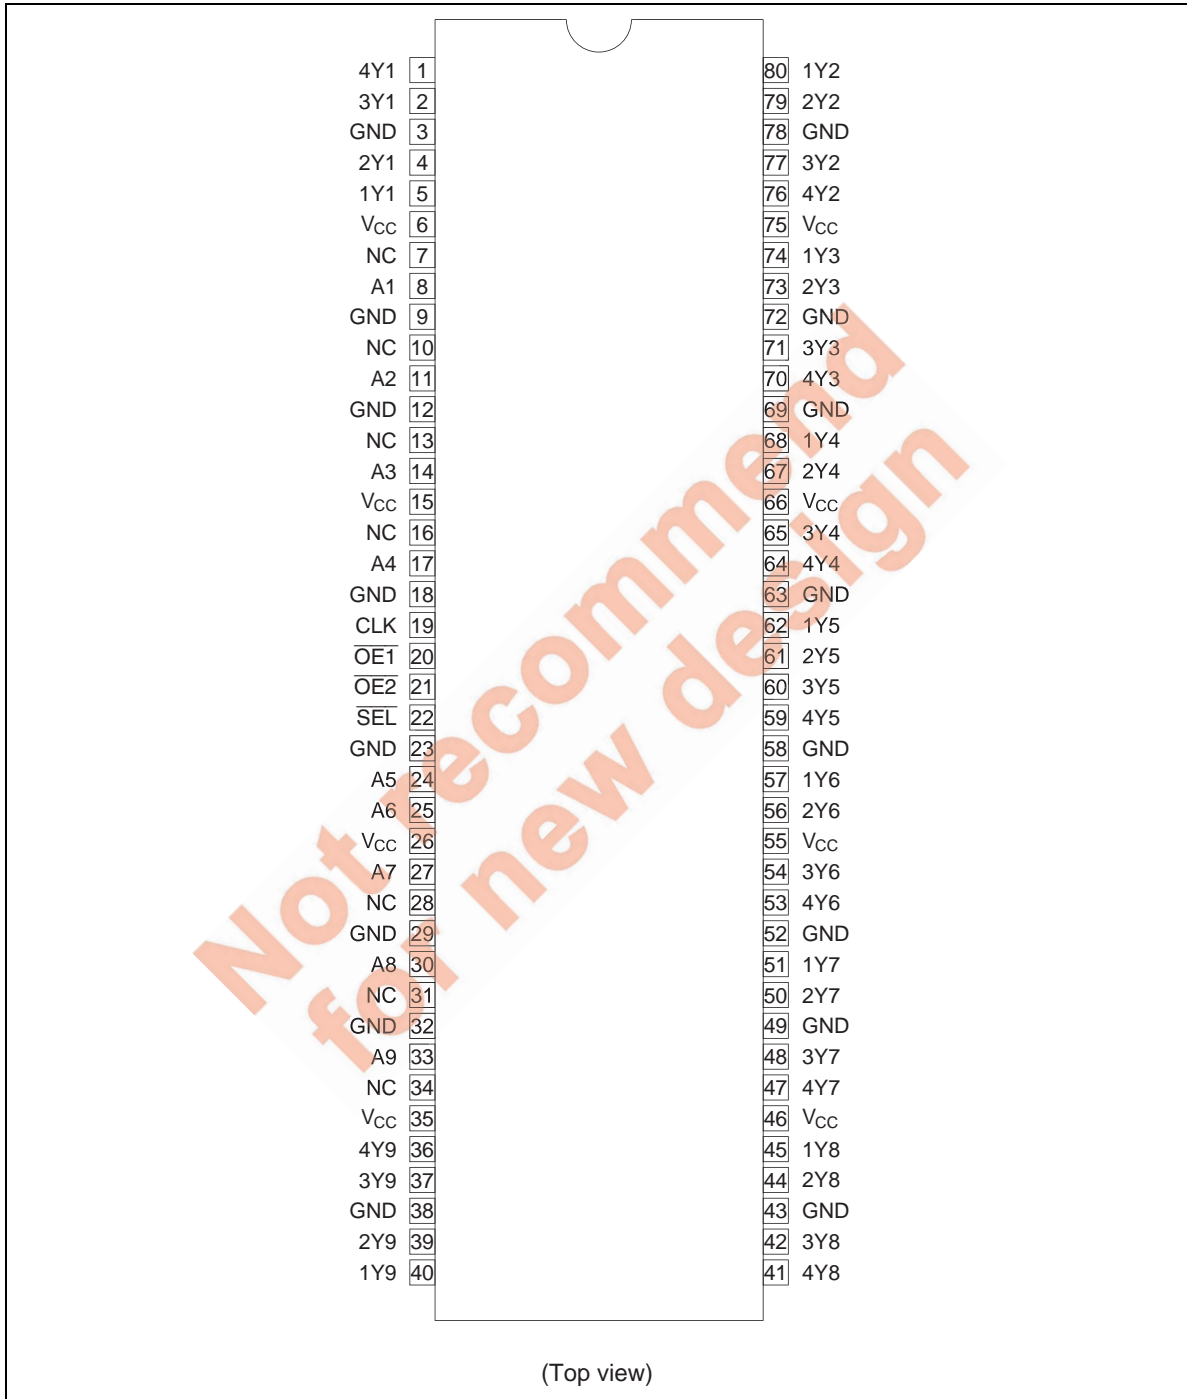 4Y1 1 80 1Y2
3Y1 2 79 2Y2
GND 3 78 GND
2Y1 4 77 3Y2
1Y1 5 76 4Y2
VCC 6 75 VCC
NC 7 74 1Y3
A1 8 73 2Y3
GND 9 72 GND
NC 10 71 3Y3
A2 11 70 4Y3
GND 12 69 GND
NC 13 68 1Y4
A3 14 67 2Y4
VCC 15 66 VCC
NC 16 65 3Y4
A4 17 64 4Y4
GND 18 63 GND
CLK 19 62 1Y5
O̅E̅1̅ 20 61 2Y5
O̅E̅2̅ 21 60 3Y5
S̅E̅L̅ 22 59 4Y5
GND 23 58 GND
A5 24 57 1Y6
A6 25 56 2Y6
VCC 26 55 VCC
A7 27 54 3Y6
NC 28 53 4Y6
GND 29 52 GND
A8 30 51 1Y7
NC 31 50 2Y7
GND 32 49 GND
A9 33 48 3Y7
NC 34 47 4Y7
VCC 35 46 VCC
4Y9 36 45 1Y8
3Y9 37 44 2Y8
GND 38 43 GND
2Y9 39 42 3Y8
1Y9 40 41 4Y8
(Top view)
Not recommend
for new design